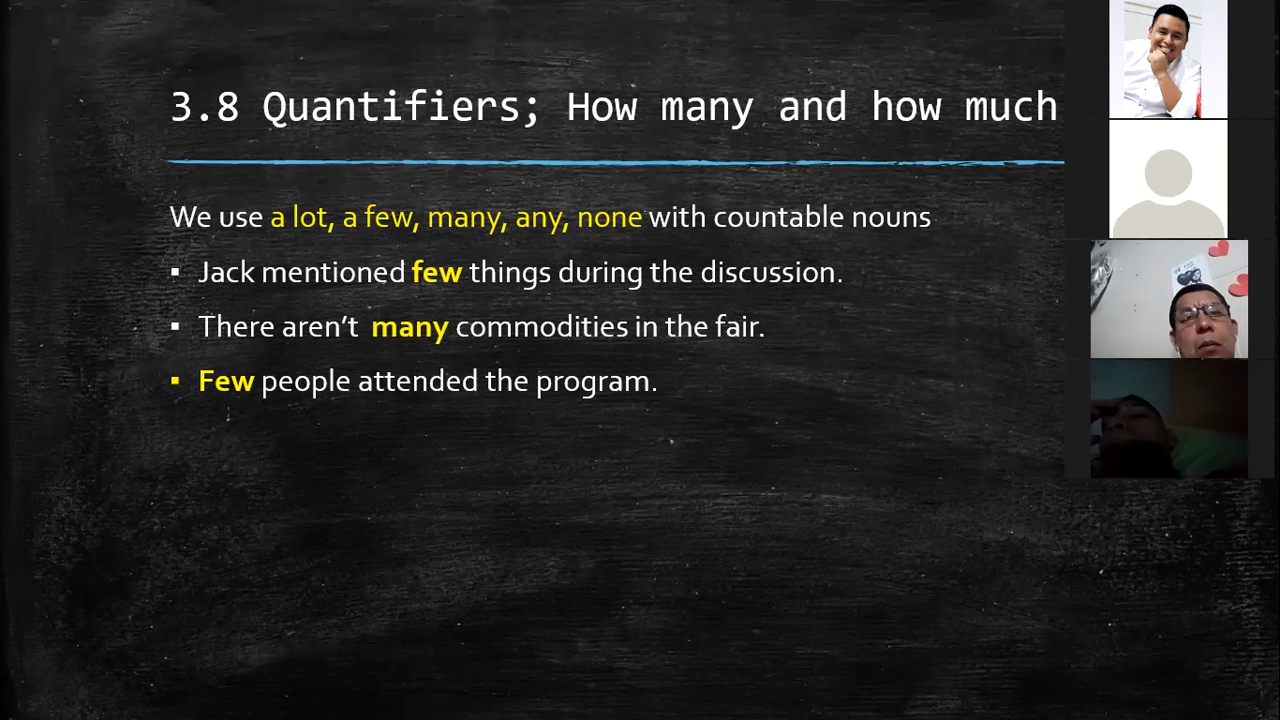 3.8 Quantifiers; How many and how much
We use a lot, a few, many, any, none with countable nouns
▪ Jack mentioned few things during the discussion.
▪ There aren’t many commodities in the fair.
▪ Few people attended the program.